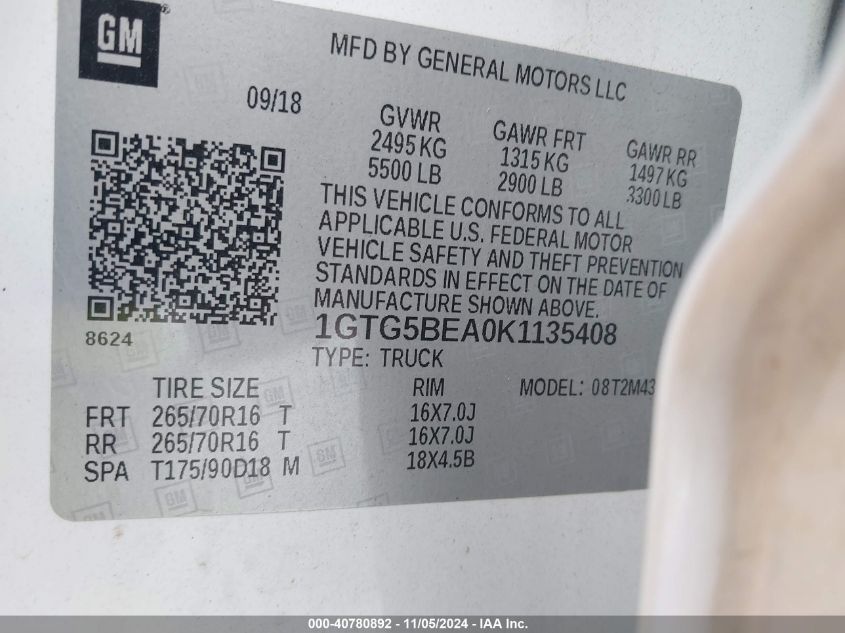 GM
MFD BY GENERAL MOTORS LLC
09/18
GVWR
2495 KG
5500 LB
GAWR FRT
1315 KG
2900 LB
GAWR RR
1497 KG
3300 LB
THIS VEHICLE CONFORMS TO ALL
APPLICABLE U.S. FEDERAL MOTOR
VEHICLE SAFETY AND THEFT PREVENTION
STANDARDS IN EFFECT ON THE DATE OF
MANUFACTURE SHOWN ABOVE.
8624
1GTG5BEA0K1135408
TYPE: TRUCK
TIRE SIZE RIM MODEL: 08T2M43
FRT 265/70R16 T 16X7.0J
RR 265/70R16 T 16X7.0J
SPA T175/90D18 M 18X4.5B
000-40780892 - 11/05/2024 - IAA Inc.